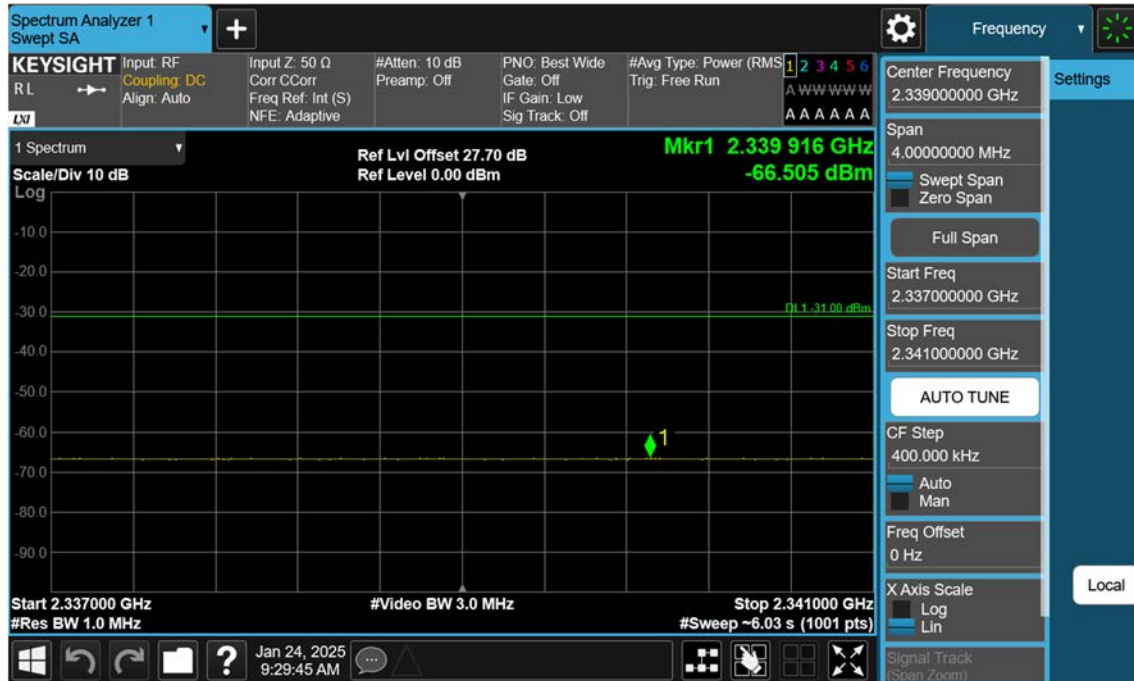 Spectrum Analyzer 1
Swept SA
+
Frequency
KEYSIGHT
RL
LXI
Input: RF
Coupling: DC
Align: Auto
Input Z: 50 Ω
Corr CCorr
Freq Ref: Int (S)
NFE: Adaptive
#Atten: 10 dB
Preamp: Off
PNO: Best Wide
Gate: Off
IF Gain: Low
Sig Track: Off
#Avg Type: Power (RMS
Trig: Free Run
1 2 3 4 5 6
A W W W W W
A A A A A A
1 Spectrum
Scale/Div 10 dB
Log
Ref Lvl Offset 27.70 dB
Ref Level 0.00 dBm
Mkr1 2.339 916 GHz
-66.505 dBm
-10.0
-20.0
-30.0
DL1 -31.00 dBm
-40.0
-50.0
-60.0
1
-70.0
-80.0
-90.0
Start 2.337000 GHz
#Res BW 1.0 MHz
#Video BW 3.0 MHz
Stop 2.341000 GHz
#Sweep ~6.03 s (1001 pts)
Center Frequency
2.339000000 GHz
Settings
Span
4.00000000 MHz
Swept Span
Zero Span
Full Span
Start Freq
2.337000000 GHz
Stop Freq
2.341000000 GHz
AUTO TUNE
CF Step
400.000 kHz
Auto
Man
Freq Offset
0 Hz
X Axis Scale
Log
Lin
Local
Signal Track
(Span Zoom)
?
Jan 24, 2025
9:29:45 AM